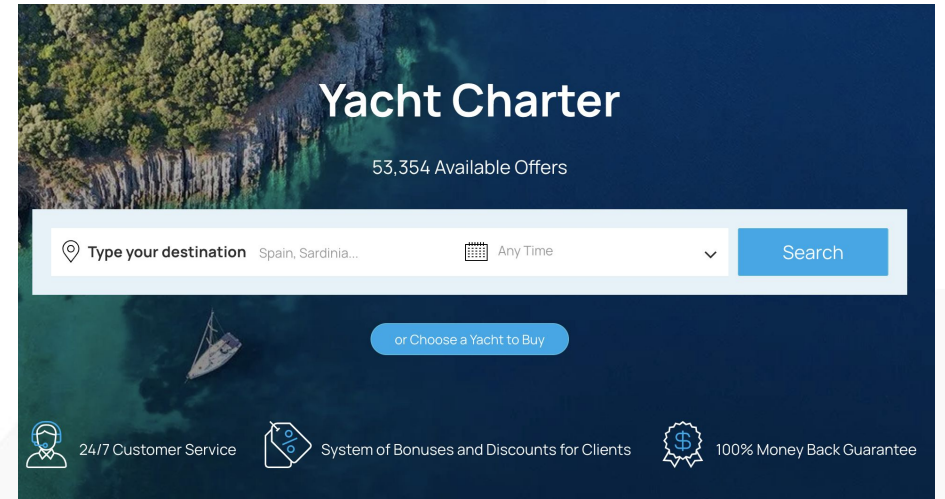 Yacht Charter
53,354 Available Offers
Type your destination Spain, Sardinia... Any Time Search
or Choose a Yacht to Buy
24/7 Customer Service System of Bonuses and Discounts for Clients 100% Money Back Guarantee